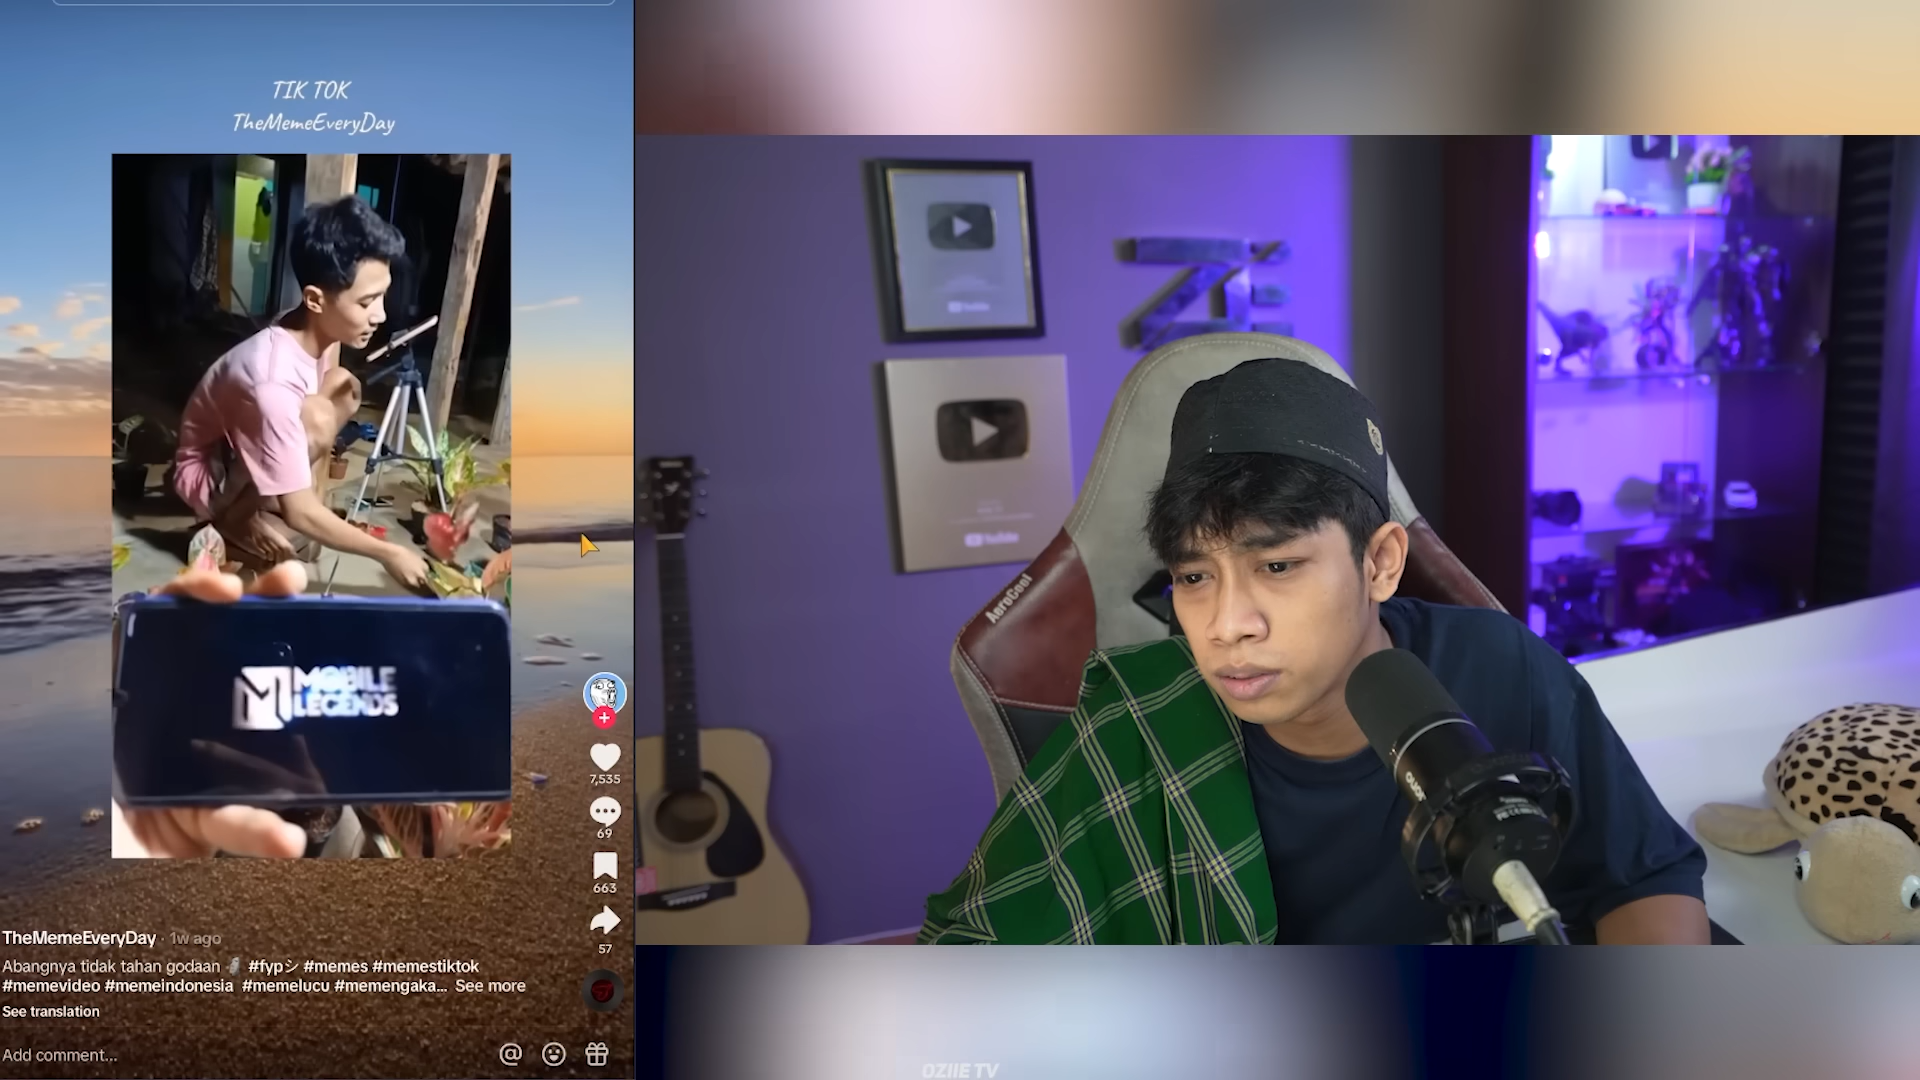 TIK TOK
TheMemeEveryDay
MOBILE
LEGENDS
7,535
69
663
57
TheMemeEveryDay · 1w ago
Abangnya tidak tahan godaan 🗿 #fypシ #memes #memestiktok
#memevideo #memeindonesia #memelucu #memengaka... See more
See translation
Add comment...
YouTube
AeroCool
OZIIE TV